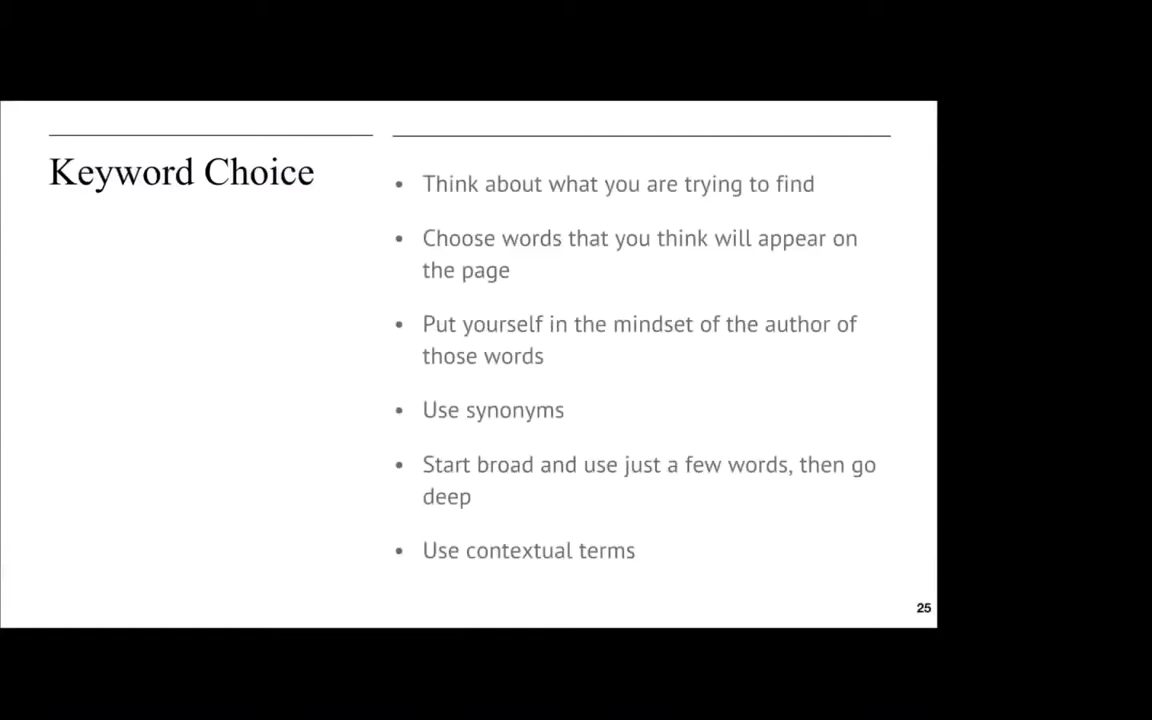 Keyword Choice
• Think about what you are trying to find
• Choose words that you think will appear on
the page
• Put yourself in the mindset of the author of
those words
• Use synonyms
• Start broad and use just a few words, then go
deep
• Use contextual terms
25